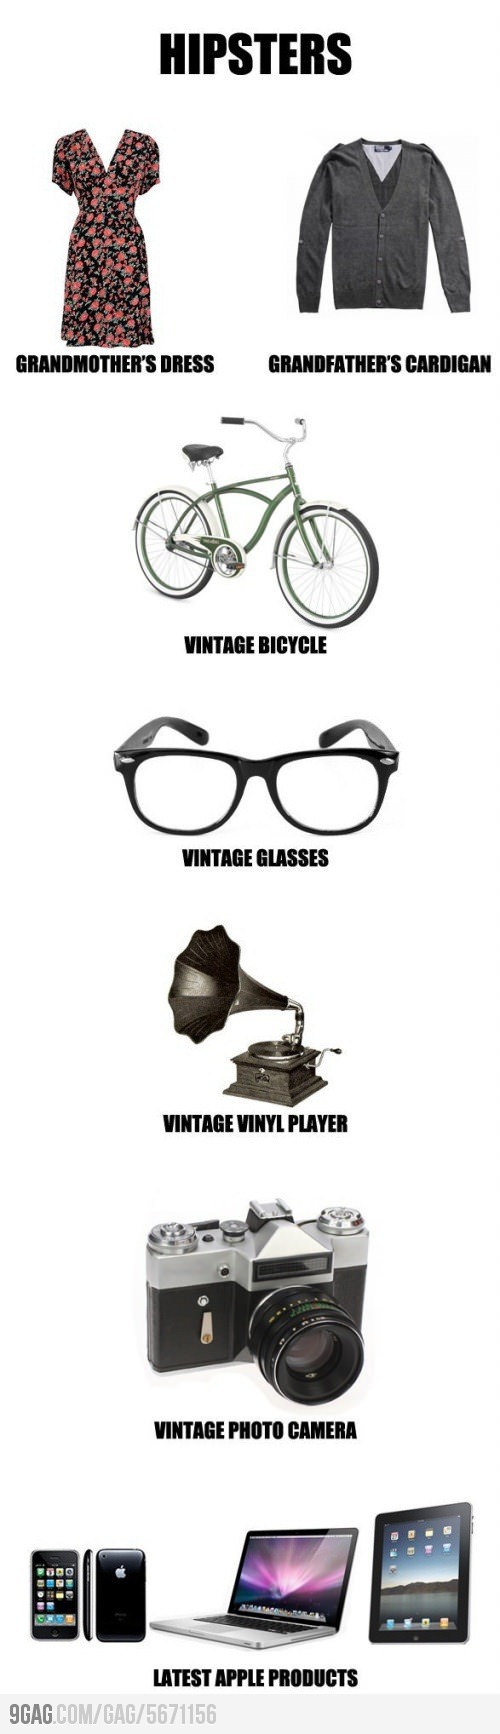 HIPSTERS
GRANDMOTHER'S DRESS
GRANDFATHER'S CARDIGAN
VINTAGE BICYCLE
VINTAGE GLASSES
VINTAGE VINYL PLAYER
VINTAGE PHOTO CAMERA
LATEST APPLE PRODUCTS
9GAG.COM/GAG/5671156